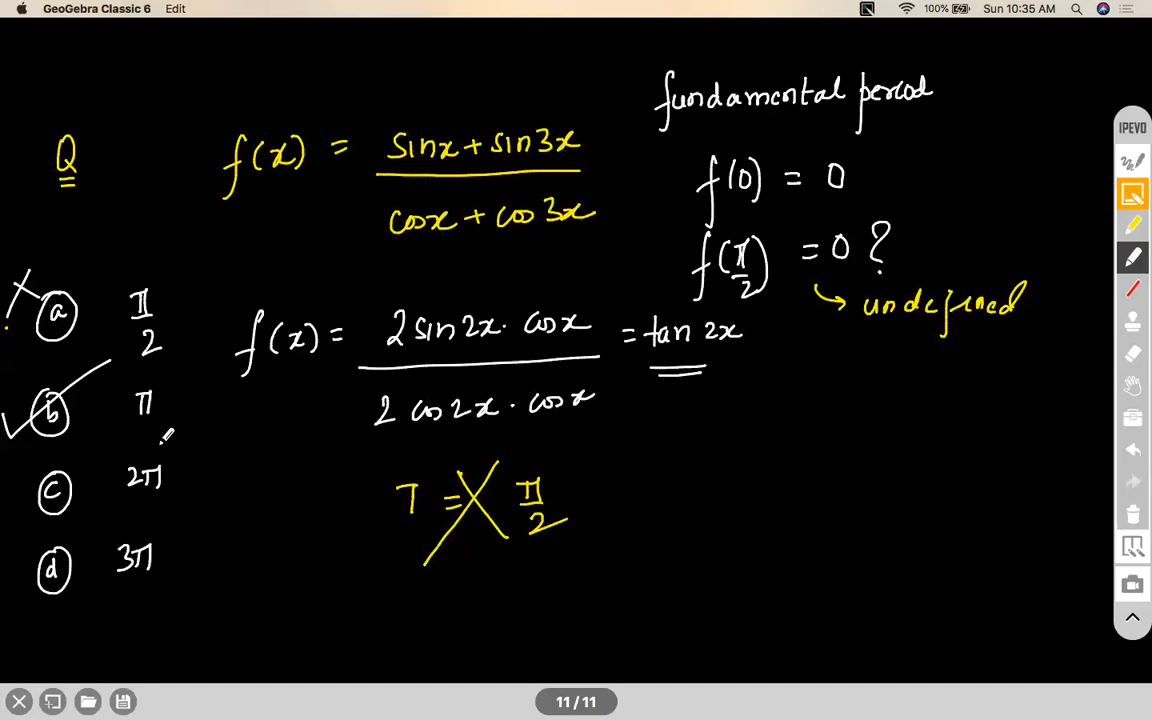 GeoGebra Classic 6 Edit 100% Sun 10:35 AM
fundamental period
Q f(x) = sinx + sin3x / cosx + cos3x
f(0) = 0
f(π/2) = 0 ?
→ undefined
a π/2
f(x) = 2 sin2x · cosx / 2 cos2x · cosx = tan 2x
b π
c 2π
T = π/2
d 3π
IPEVO
11 / 11